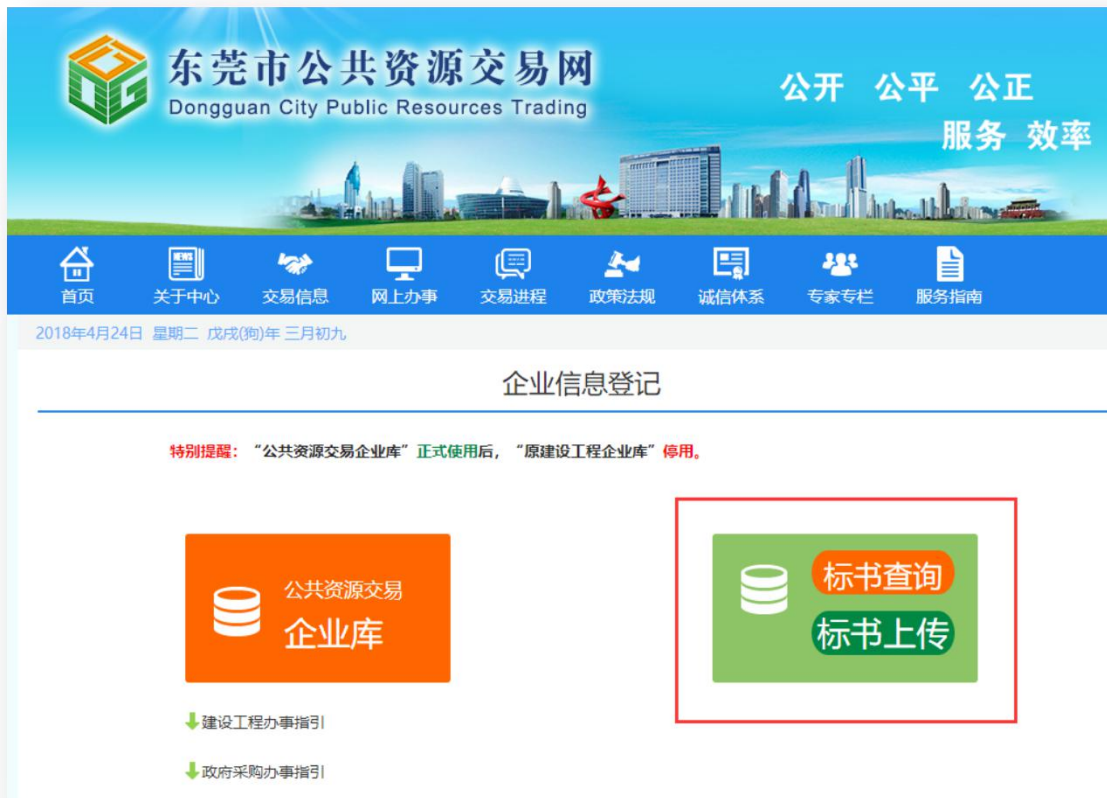 东莞市公共资源交易网
Dongguan City Public Resources Trading
公开 公平 公正
服务 效率
NEWS
首页 关于中心 交易信息 网上办事 交易进程 政策法规 诚信体系 专家专栏 服务指南
2018年4月24日 星期二 戊戌(狗)年 三月初九
企业信息登记
特别提醒：“公共资源交易企业库”正式使用后，“原建设工程企业库”停用。
公共资源交易
企业库
标书查询
标书上传
建设工程办事指引
政府采购办事指引